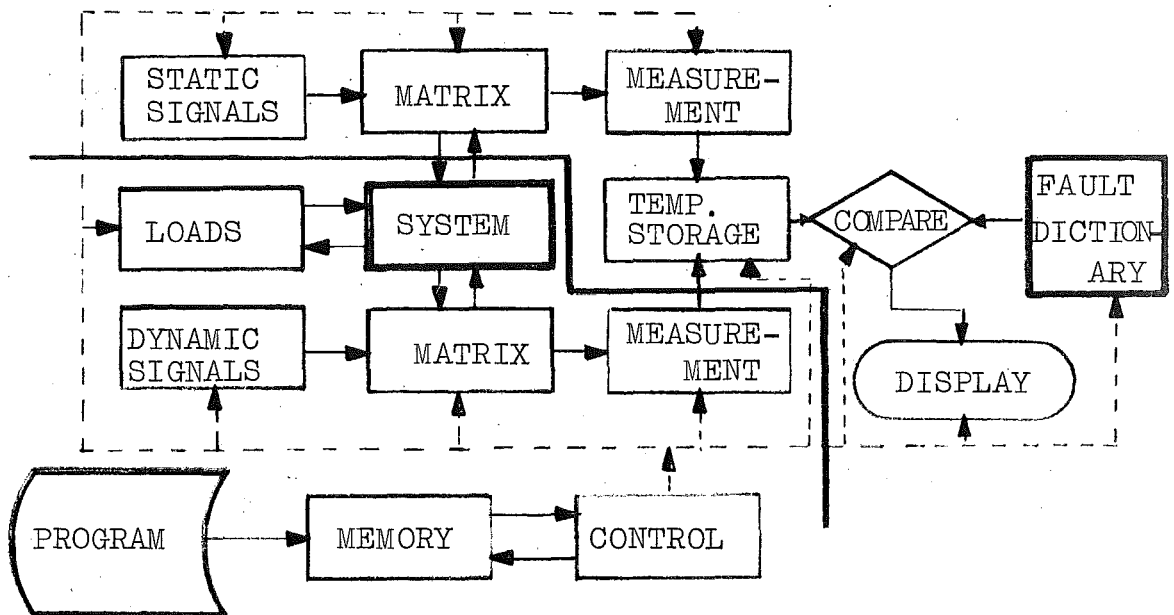 STATIC
SIGNALS
MATRIX
MEASURE-
MENT
LOADS
SYSTEM
TEMP.
STORAGE
COMPARE
FAULT
DICTION-
ARY
DYNAMIC
SIGNALS
MATRIX
MEASURE-
MENT
DISPLAY
PROGRAM
MEMORY
CONTROL